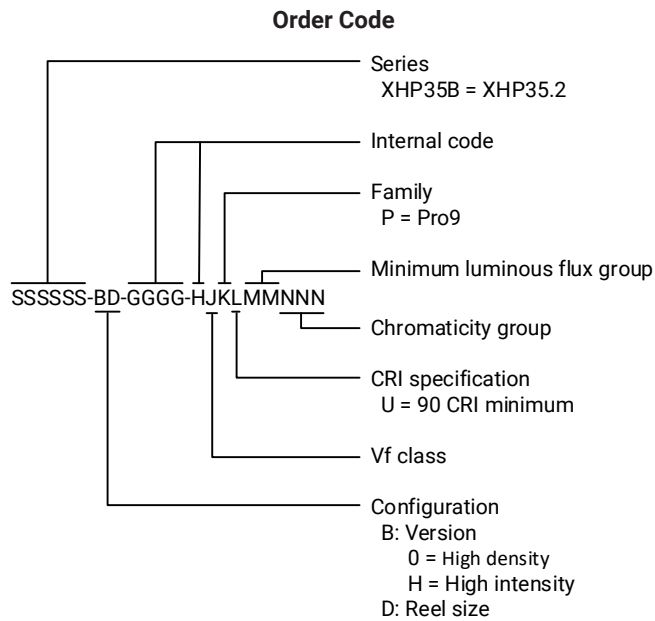 Order Code
Series
XHP35B = XHP35.2
Internal code
Family
P = Pro9
Minimum luminous flux group
SSSSSS-BD-GGGG-HJKLMMNNN
Chromaticity group
CRI specification
U = 90 CRI minimum
Vf class
Configuration
B: Version
0 = High density
H = High intensity
D: Reel size